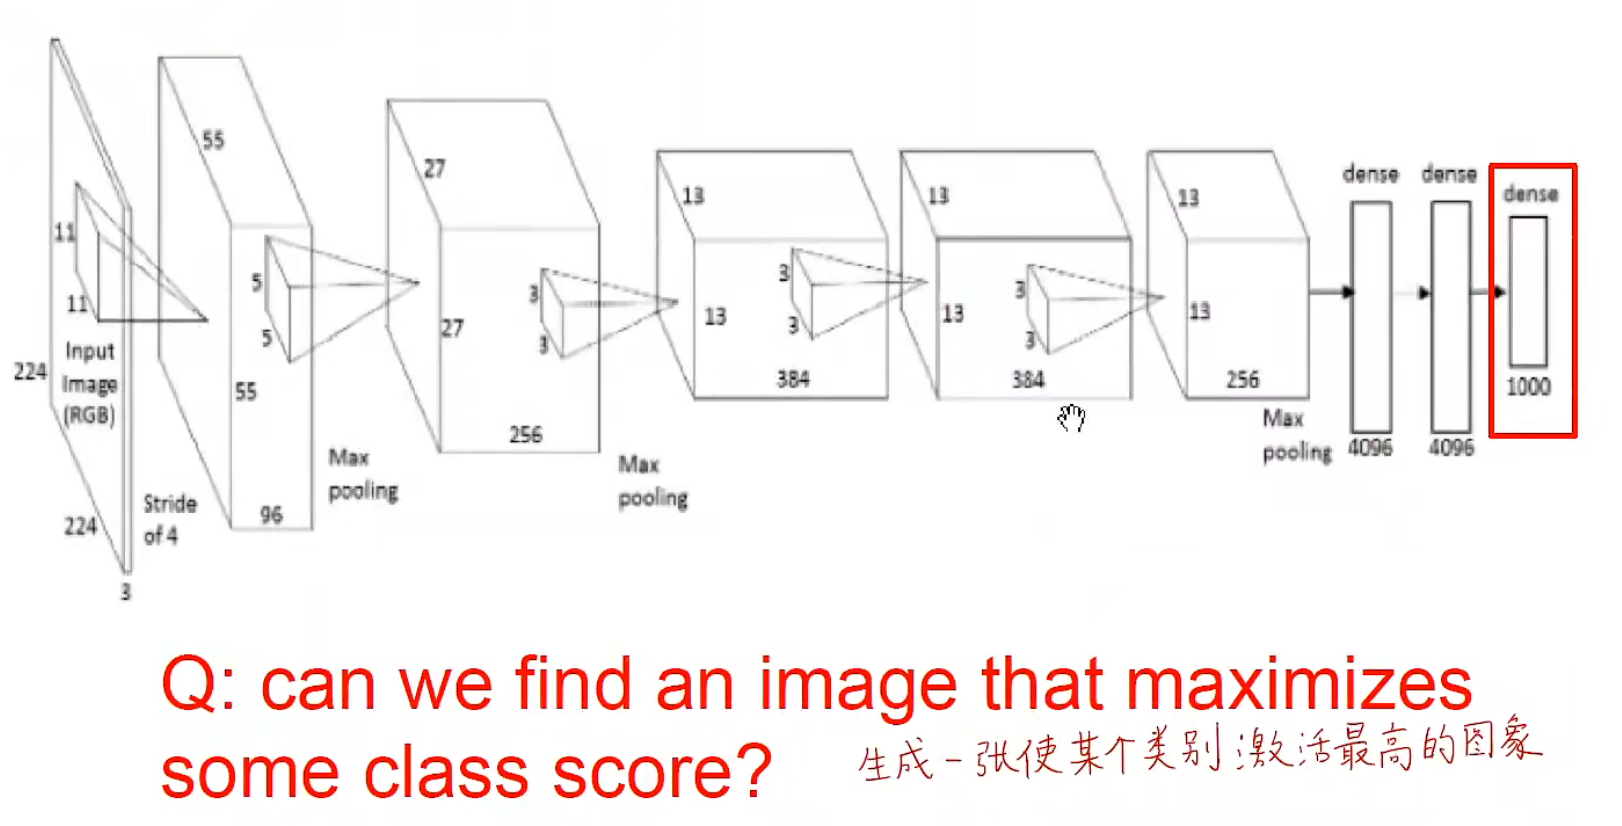 55
11
11
Input
Image
(RGB)
224
224
3
Stride
of 4
5
5
55
96
Max
pooling
27
27
3
3
256
Max
pooling
13
13
3
3
384
13
13
3
3
384
13
13
256
Max
pooling
dense
4096
dense
4096
dense
1000
Q: can we find an image that maximizes
some class score?
生成一张使某个类别激活最高的图象